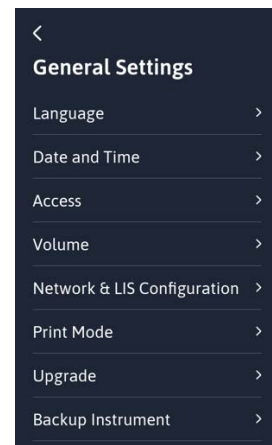 General Settings
Language
Date and Time
Access
Volume
Network & LIS Configuration
Print Mode
Upgrade
Backup Instrument